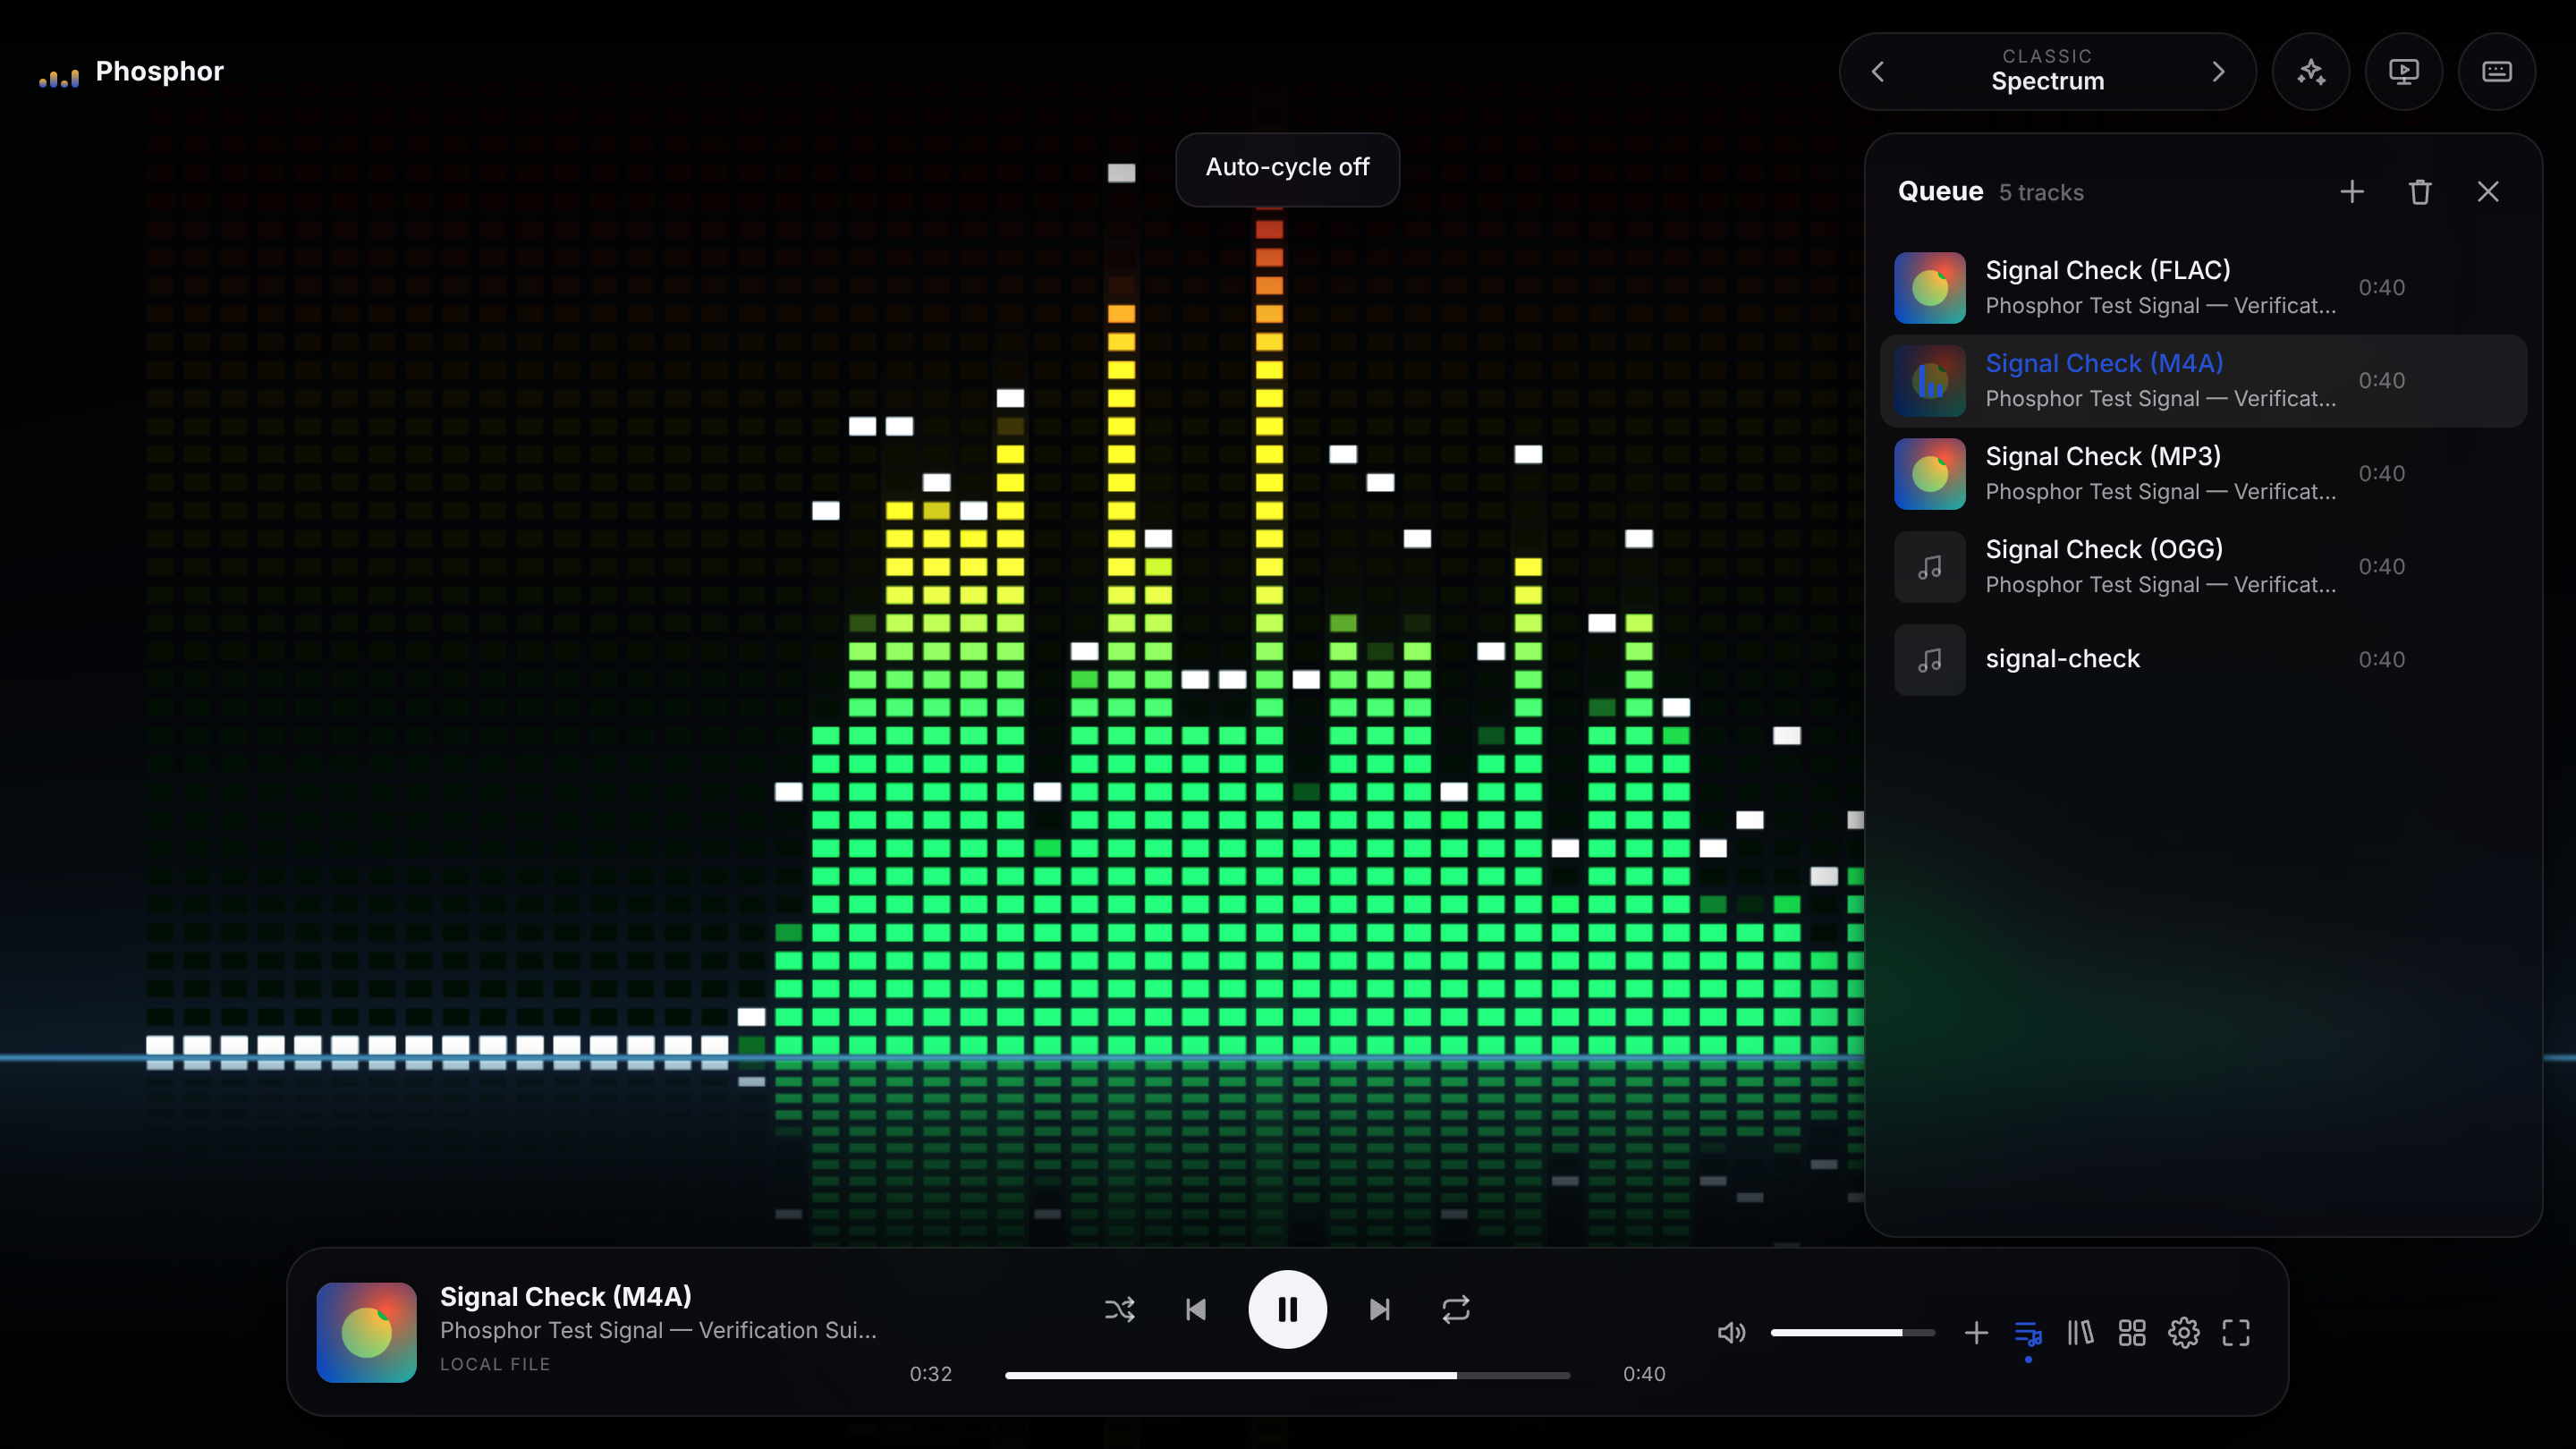 Phosphor
CLASSIC
Spectrum
Auto-cycle off
Queue 5 tracks
Signal Check (FLAC)
Phosphor Test Signal — Verificat...
0:40
Signal Check (M4A)
Phosphor Test Signal — Verificat...
0:40
Signal Check (MP3)
Phosphor Test Signal — Verificat...
0:40
Signal Check (OGG)
Phosphor Test Signal — Verificat...
0:40
signal-check
0:40
Signal Check (M4A)
Phosphor Test Signal — Verification Sui...
LOCAL FILE
0:32
0:40